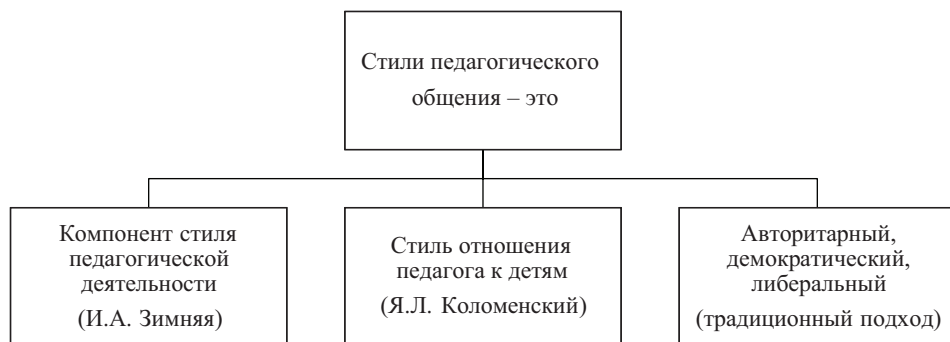 Стили педагогического
общения – это
Компонент стиля
педагогической
деятельности
(И.А. Зимняя)
Стиль отношения
педагога к детям
(Я.Л. Коломенский)
Авторитарный,
демократический,
либеральный
(традиционный подход)